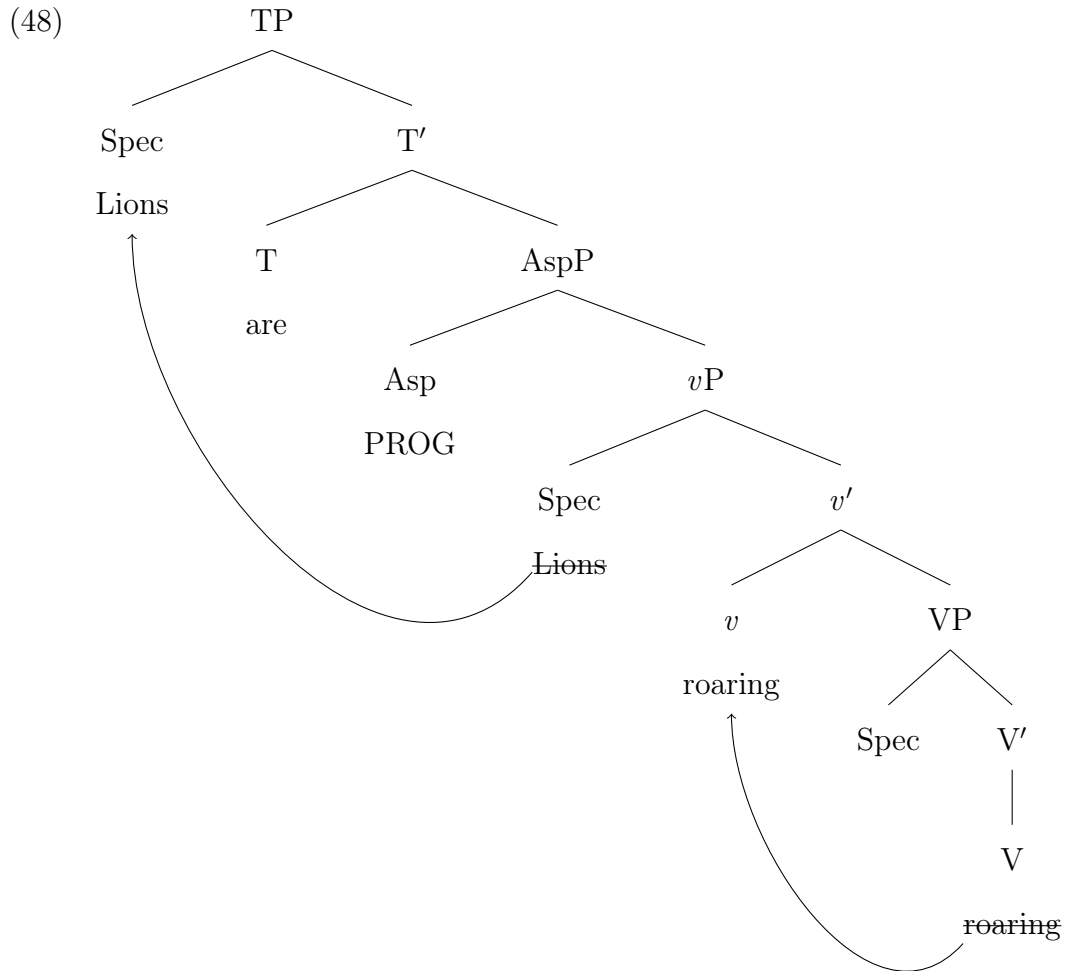 (48) TP
Spec T′
Lions
T AspP
are
Asp vP
PROG
Spec v′
Lions
v VP
roaring
Spec V′
V
roaring